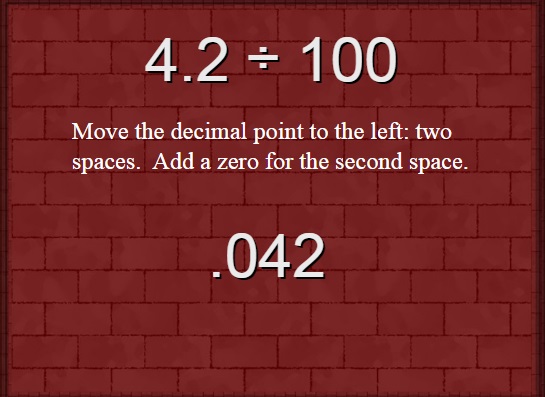 4.2 ÷ 100
Move the decimal point to the left: two
spaces.  Add a zero for the second space.
.042